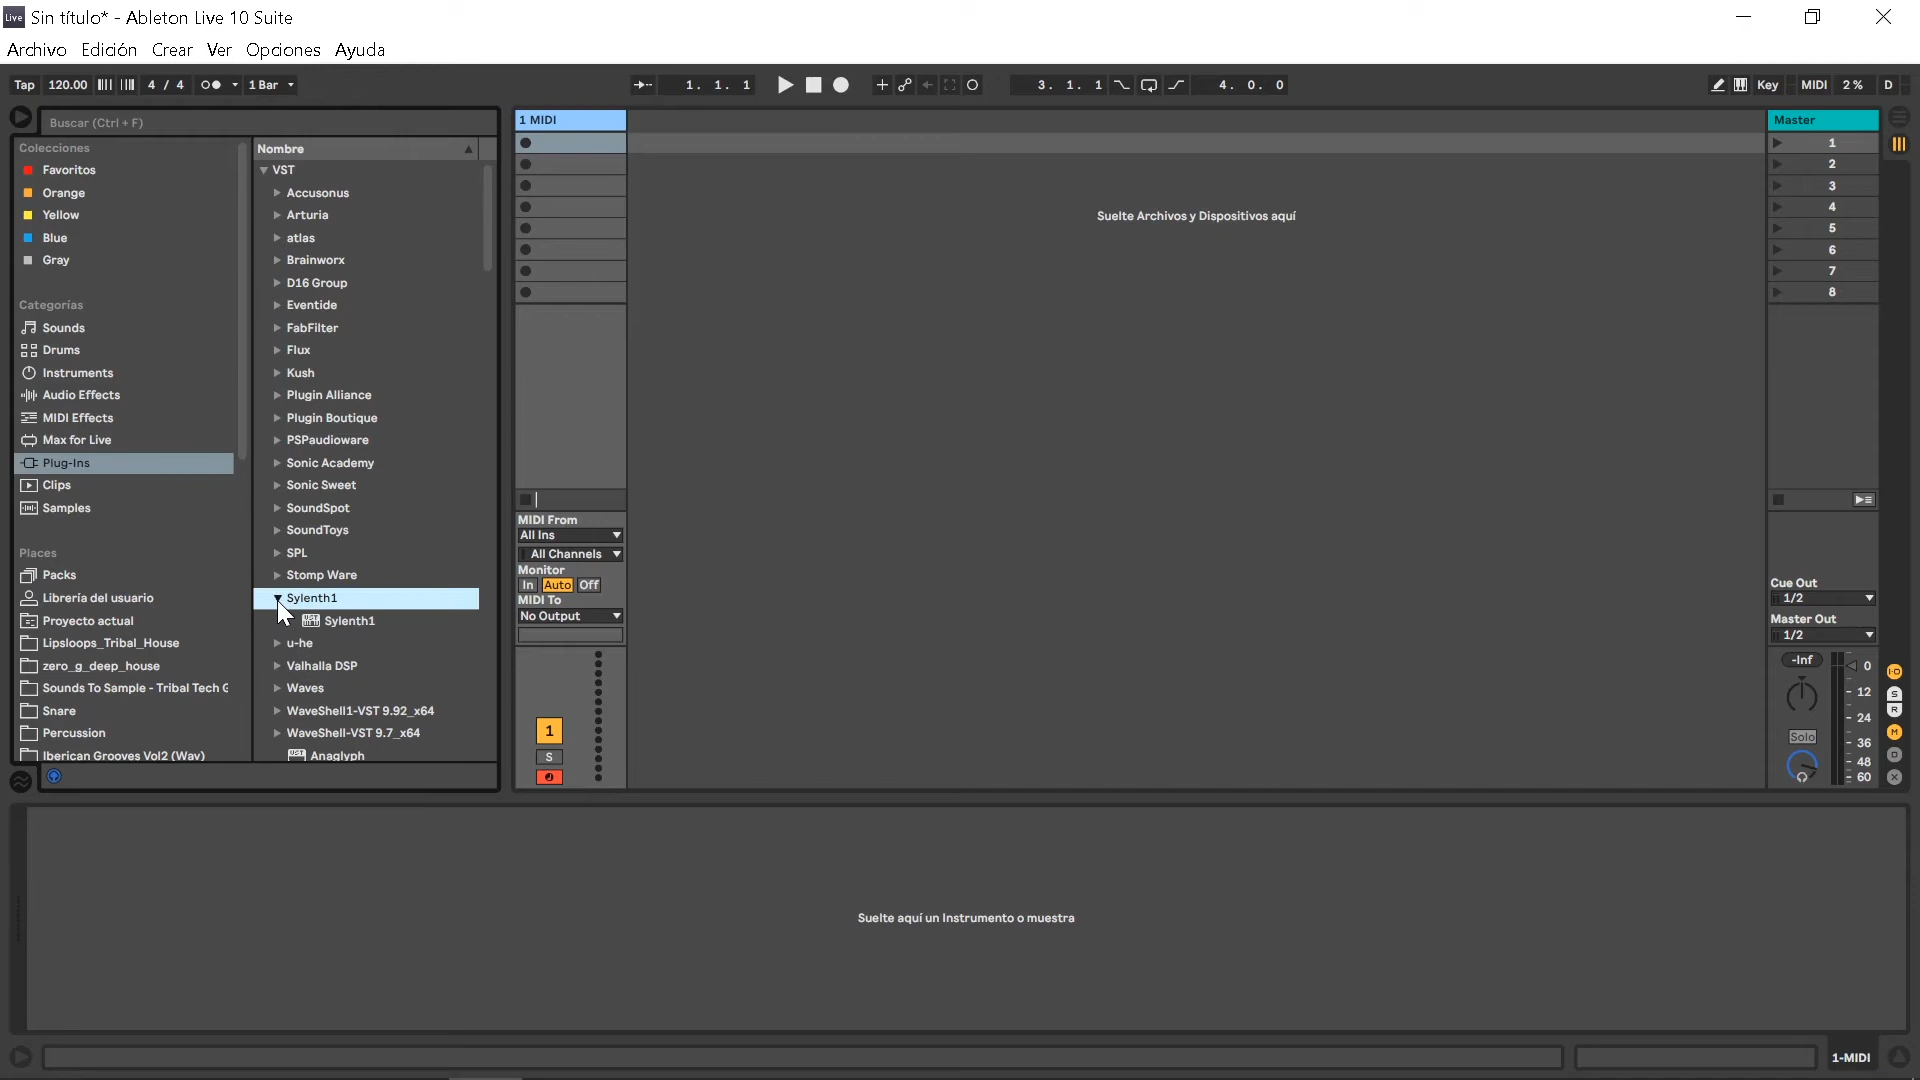 Sin título* - Ableton Live 10 Suite
Archivo Edición Crear Ver Opciones Ayuda
Tap 120.00 4 / 4 1 Bar 1. 1. 1 3. 1. 1 4. 0. 0 Key MIDI 2 % D
Buscar (Ctrl + F)
Colecciones
Favoritos
Orange
Yellow
Blue
Gray
Categorías
Sounds
Drums
Instruments
Audio Effects
MIDI Effects
Max for Live
Plug-Ins
Clips
Samples
Places
Packs
Librería del usuario
Proyecto actual
Lipsloops_Tribal_House
zero_g_deep_house
Sounds To Sample - Tribal Tech G
Snare
Percussion
Iberican Grooves Vol2 (Wav)
Nombre
VST
Accusonus
Arturia
atlas
Brainworx
D16 Group
Eventide
FabFilter
Flux
Kush
Plugin Alliance
Plugin Boutique
PSPaudioware
Sonic Academy
Sonic Sweet
SoundSpot
SoundToys
SPL
Stomp Ware
Sylenth1
Sylenth1
u-he
Valhalla DSP
Waves
WaveShell1-VST 9.92_x64
WaveShell-VST 9.7_x64
Anaglyph
1 MIDI
MIDI From
All Ins
All Channels
Monitor
In Auto Off
MIDI To
No Output
1
S
Suelte Archivos y Dispositivos aquí
Master
1
2
3
4
5
6
7
8
Cue Out
1/2
Master Out
1/2
-Inf
0
12
24
36
48
60
Solo
I-O
S
R
M
D
X
Suelte aquí un Instrumento o muestra
1-MIDI